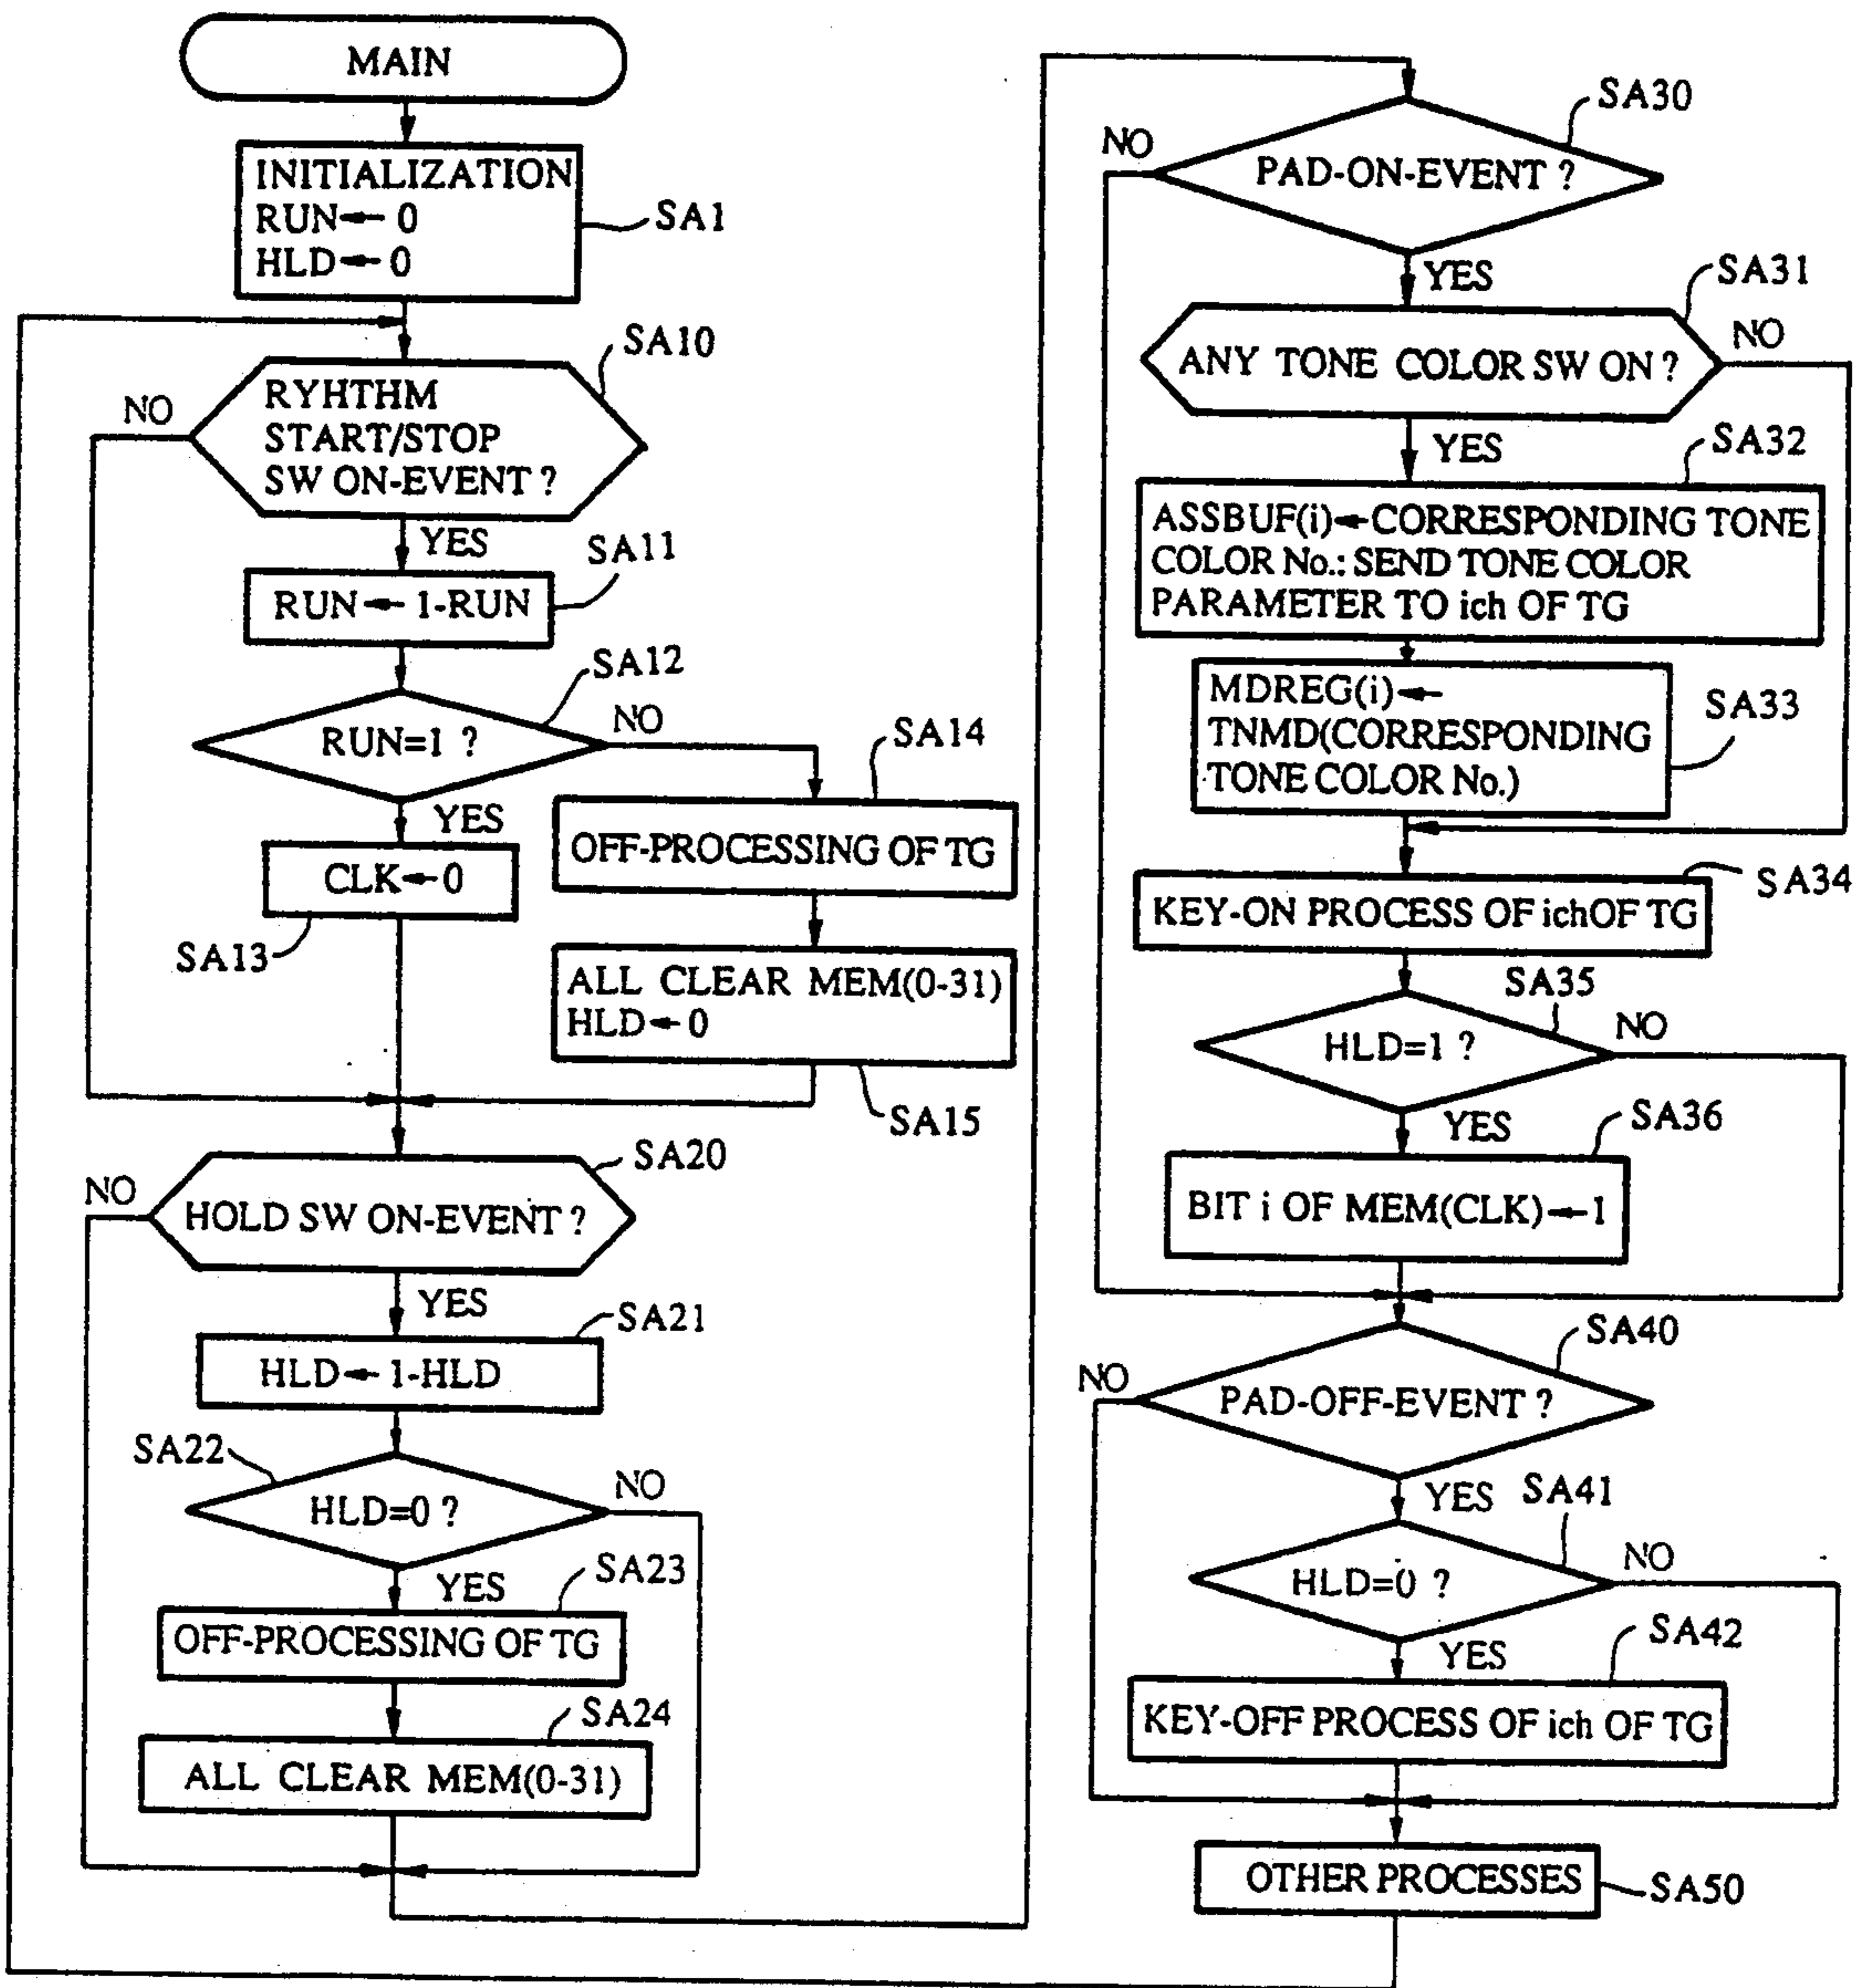 MAIN
INITIALIZATION
RUN←0
HLD←0
SA1
SA10
RYHTHM
START/STOP
SW ON-EVENT ?
NO
YES
SA11
RUN←1-RUN
SA12
RUN=1 ?
NO
YES
SA14
OFF-PROCESSING OF TG
CLK←0
SA13
ALL CLEAR MEM(0-31)
HLD←0
SA15
SA20
NO
HOLD SW ON-EVENT ?
YES
SA21
HLD←1-HLD
SA22
HLD=0 ?
NO
YES
SA23
OFF-PROCESSING OF TG
SA24
ALL CLEAR MEM(0-31)
SA30
NO
PAD-ON-EVENT ?
YES
SA31
NO
ANY TONE COLOR SW ON ?
YES
SA32
ASSBUF(i)←CORRESPONDING TONE
COLOR No.: SEND TONE COLOR
PARAMETER TO ich OF TG
MDREG(i)←
TNMD(CORRESPONDING
TONE COLOR No.)
SA33
SA34
KEY-ON PROCESS OF ichOF TG
SA35
HLD=1 ?
NO
YES
SA36
BIT i OF MEM(CLK)←1
SA40
NO
PAD-OFF-EVENT ?
YES
SA41
HLD=0 ?
NO
YES
SA42
KEY-OFF PROCESS OF ich OF TG
OTHER PROCESSES
SA50